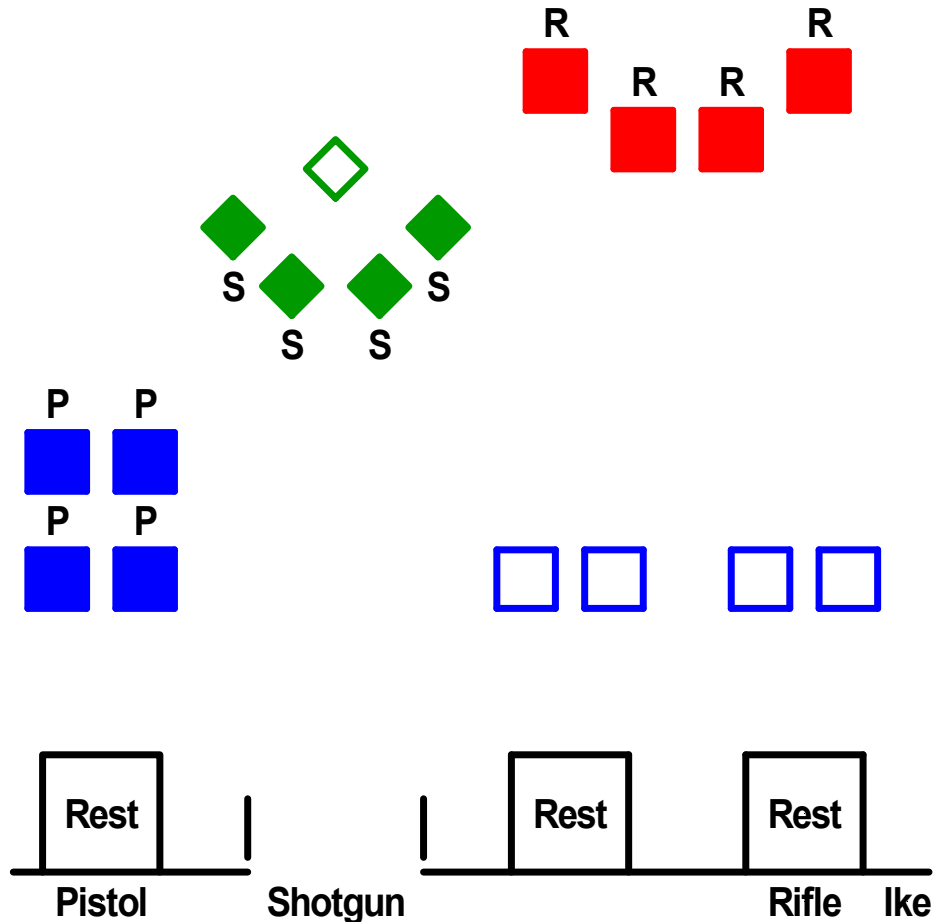 R R
R R
S S
S S
P P
P P
Rest Rest Rest
Pistol Shotgun Rifle Ike